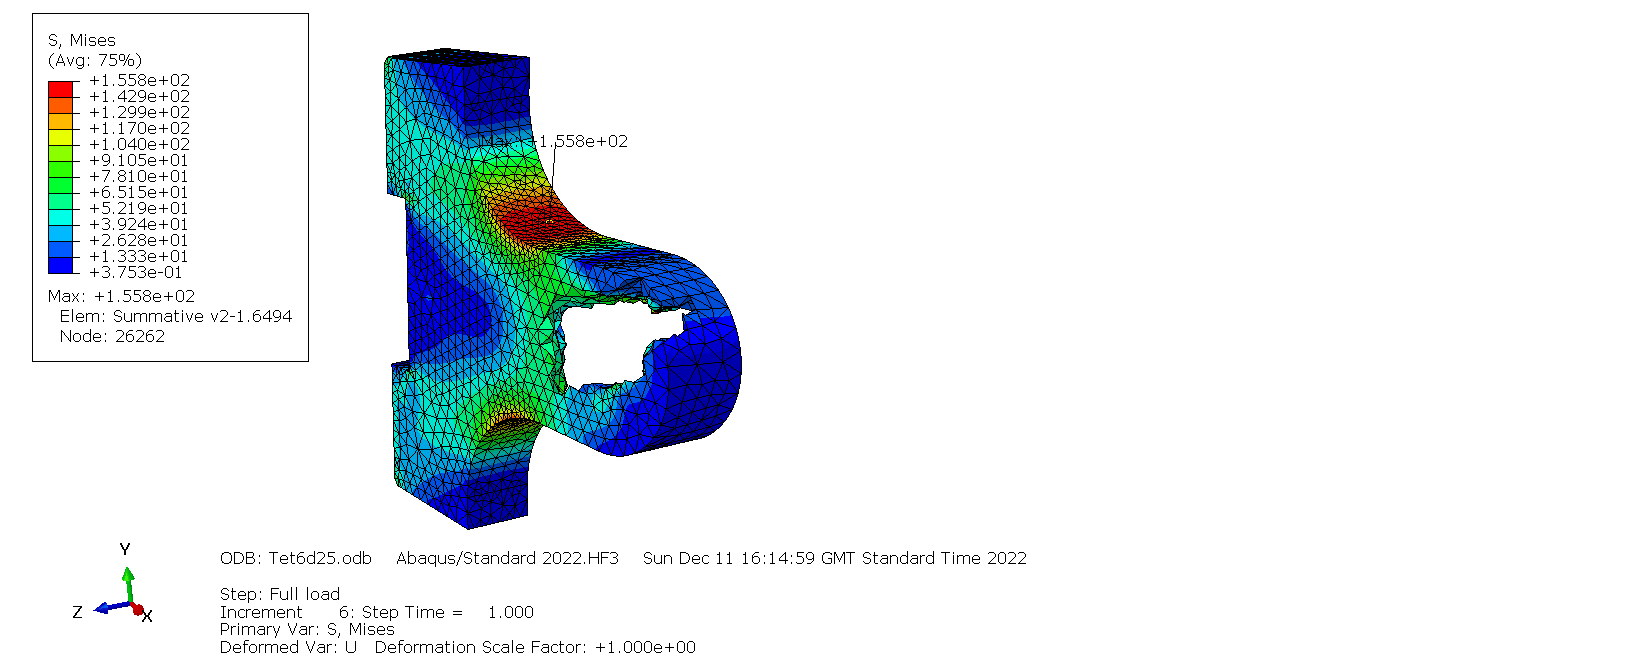 S, Mises
(Avg: 75%)
+1.558e+02
+1.429e+02
+1.299e+02
+1.170e+02
+1.040e+02
+9.105e+01
+7.810e+01
+6.515e+01
+5.219e+01
+3.924e+01
+2.628e+01
+1.333e+01
+3.753e-01
Max: +1.558e+02
Elem: Summative v2-1.6494
Node: 26262
Max: +1.558e+02
Y
Z
X
ODB: Tet6d25.odb Abaqus/Standard 2022.HF3 Sun Dec 11 16:14:59 GMT Standard Time 2022
Step: Full load
Increment 6: Step Time = 1.000
Primary Var: S, Mises
Deformed Var: U Deformation Scale Factor: +1.000e+00